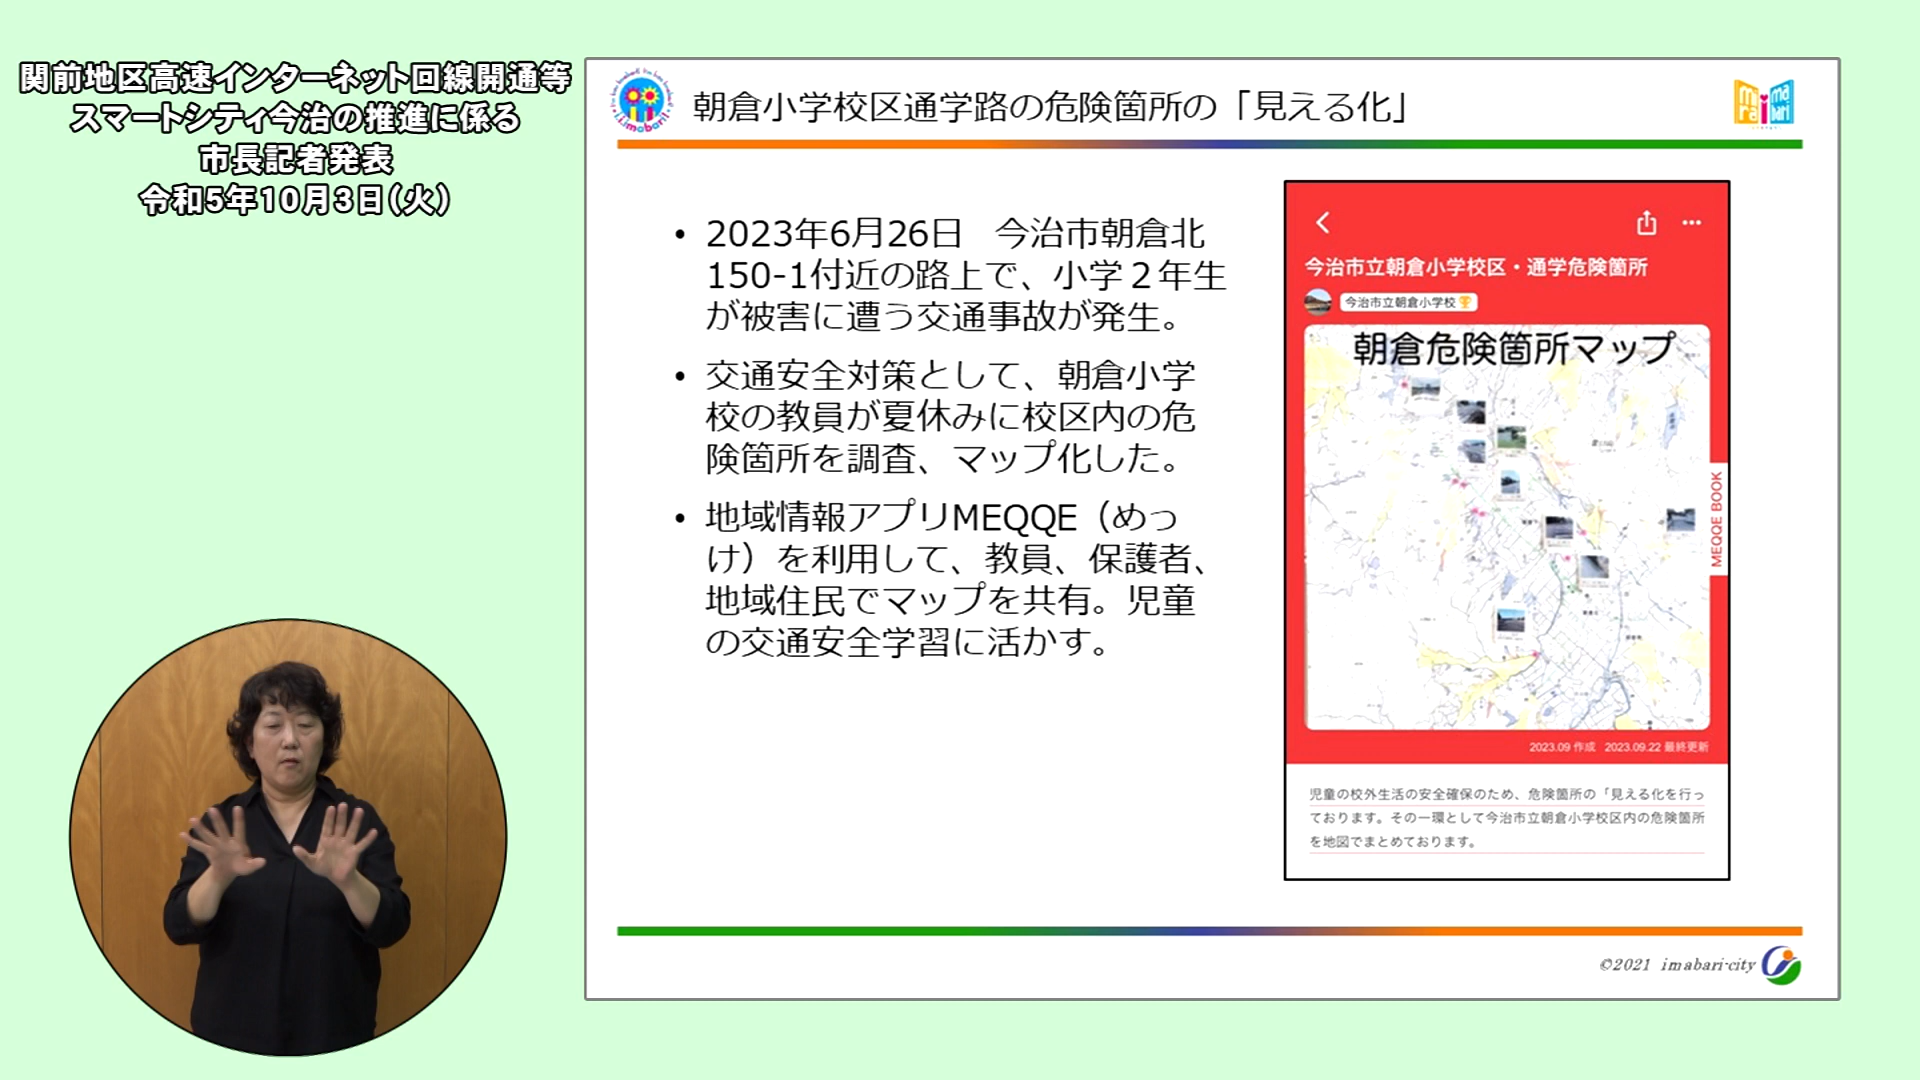 関前地区高速インターネット回線開通等
スマートシティ今治の推進に係る
市長記者発表
令和5年10月3日(火)
朝倉小学校区通学路の危険箇所の「見える化」
• 2023年6月26日　今治市朝倉北
150-1付近の路上で、小学２年生
が被害に遭う交通事故が発生。
• 交通安全対策として、朝倉小学
校の教員が夏休みに校区内の危
険箇所を調査、マップ化した。
• 地域情報アプリMEQQE（めっ
け）を利用して、教員、保護者、
地域住民でマップを共有。児童
の交通安全学習に活かす。
今治市立朝倉小学校区・通学危険箇所
今治市立朝倉小学校
朝倉危険箇所マップ
MEQQE BOOK
2023.09 作成 2023.09.22 最終更新
児童の校外生活の安全確保のため、危険箇所の「見える化を行っ
ております。その一環として今治市立朝倉小学校区内の危険箇所
を地図でまとめております。
©2021 imabari-city